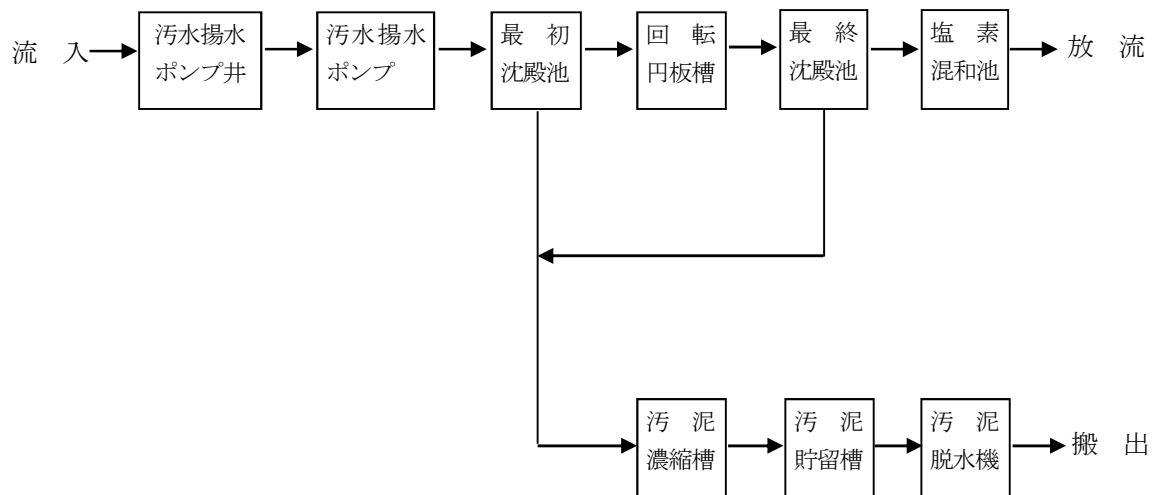 流 入
汚水揚水
ポンプ井
汚水揚水
ポンプ
最 初
沈殿池
回 転
円板槽
最 終
沈殿池
塩 素
混和池
放 流
汚 泥
濃縮槽
汚 泥
貯留槽
汚 泥
脱水機
搬 出